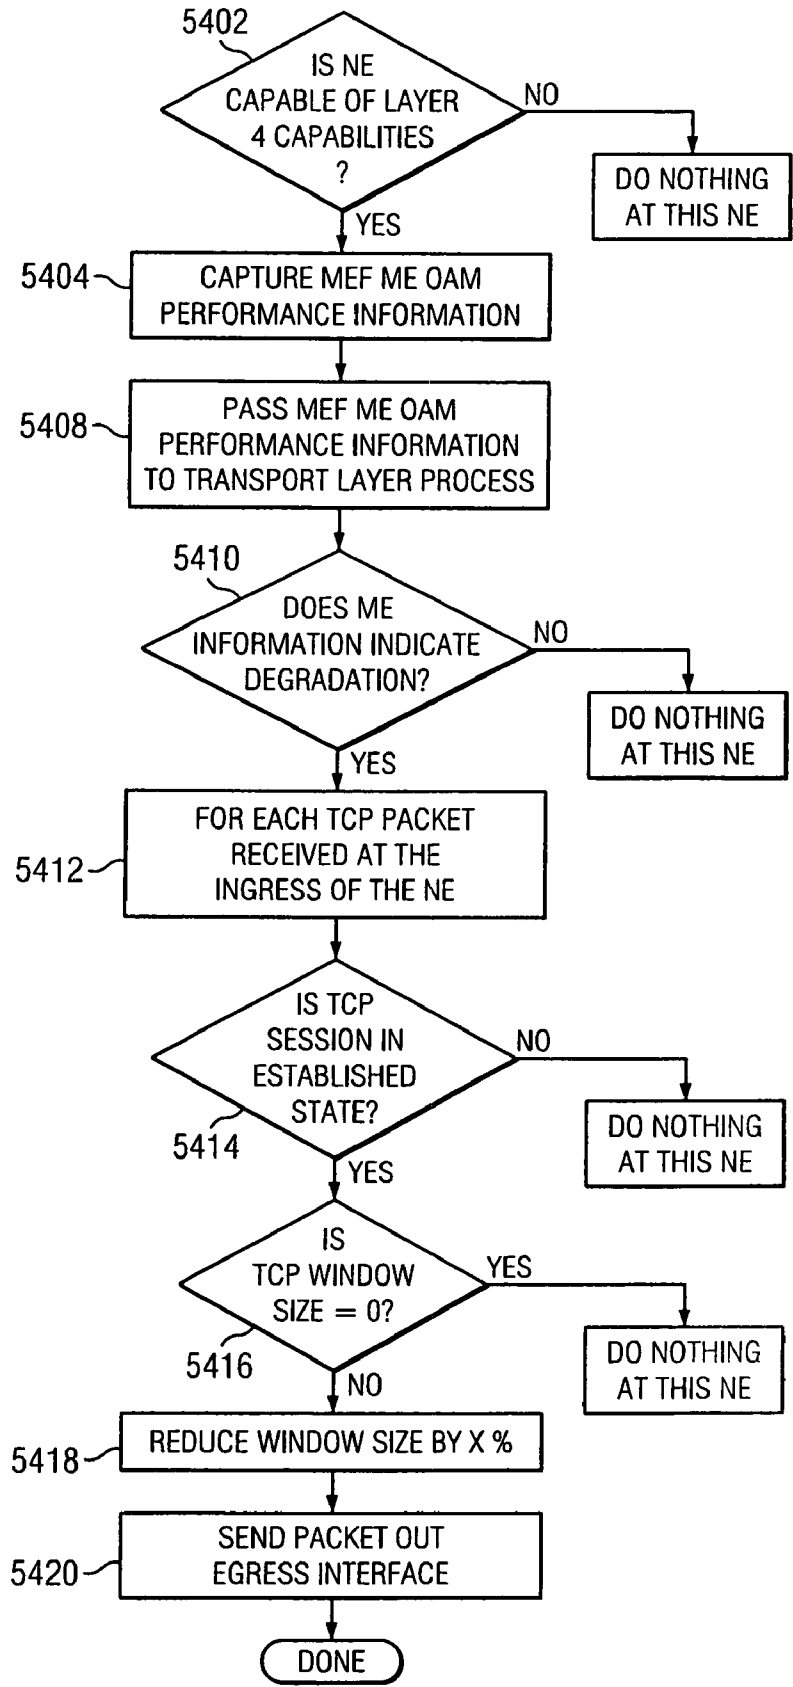 5402
IS NE
CAPABLE OF LAYER
4 CAPABILITIES
?
NO
DO NOTHING
AT THIS NE
YES
5404
CAPTURE MEF ME OAM
PERFORMANCE INFORMATION
5408
PASS MEF ME OAM
PERFORMANCE INFORMATION
TO TRANSPORT LAYER PROCESS
5410
DOES ME
INFORMATION INDICATE
DEGRADATION?
NO
DO NOTHING
AT THIS NE
YES
5412
FOR EACH TCP PACKET
RECEIVED AT THE
INGRESS OF THE NE
IS TCP
SESSION IN
ESTABLISHED
STATE?
5414
NO
DO NOTHING
AT THIS NE
YES
IS
TCP WINDOW
SIZE = 0?
5416
YES
DO NOTHING
AT THIS NE
NO
5418
REDUCE WINDOW SIZE BY X %
5420
SEND PACKET OUT
EGRESS INTERFACE
DONE